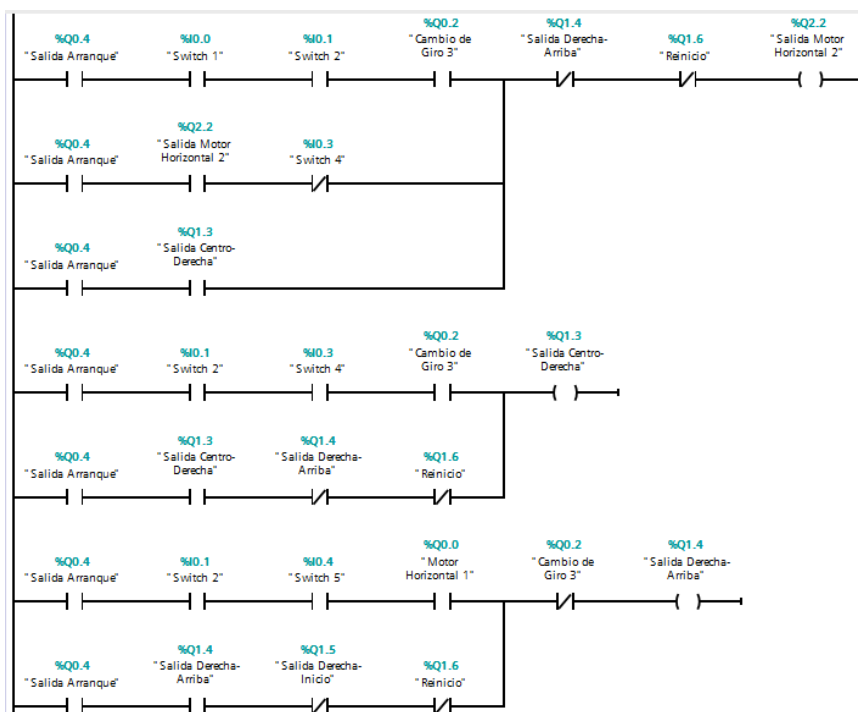 %Q0.2 %Q1.4 %Q2.2
%Q0.4 %I0.0 %I0.1 "Cambio de "Salida Derecha- %Q1.6 "Salida Motor
"Salida Arranque" "Switch 1" "Switch 2" Giro 3" Arriba" "Reinicio" Horizontal 2"
%Q2.2
%Q0.4 "Salida Motor %I0.3
"Salida Arranque" Horizontal 2" "Switch 4"
%Q1.3
%Q0.4 "Salida Centro-
"Salida Arranque" Derecha"
%Q0.2 %Q1.3
%Q0.4 %I0.1 %I0.3 "Cambio de "Salida Centro-
"Salida Arranque" "Switch 2" "Switch 4" Giro 3" Derecha"
%Q1.3 %Q1.4
%Q0.4 "Salida Centro- "Salida Derecha- %Q1.6
"Salida Arranque" Derecha" Arriba" "Reinicio"
%Q0.0 %Q0.2 %Q1.4
%Q0.4 %I0.1 %I0.4 "Motor "Cambio de "Salida Derecha-
"Salida Arranque" "Switch 2" "Switch 5" Horizontal 1" Giro 3" Arriba"
%Q1.4 %Q1.5
%Q0.4 "Salida Derecha- "Salida Derecha- %Q1.6
"Salida Arranque" Arriba" Inicio" "Reinicio"